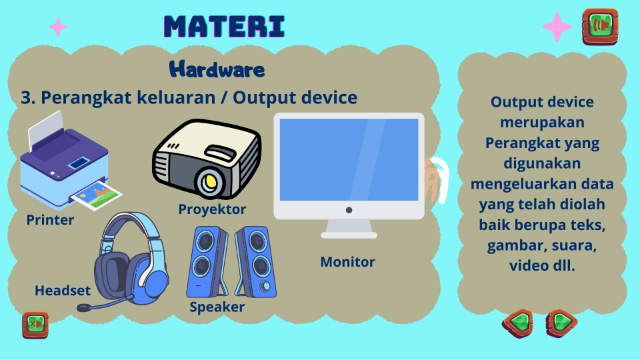 MATERI
Hardware
3. Perangkat keluaran / Output device
Printer
Proyektor
Monitor
Headset
Speaker
Output device
merupakan
Perangkat yang
digunakan
mengeluarkan data
yang telah diolah
baik berupa teks,
gambar, suara,
video dll.